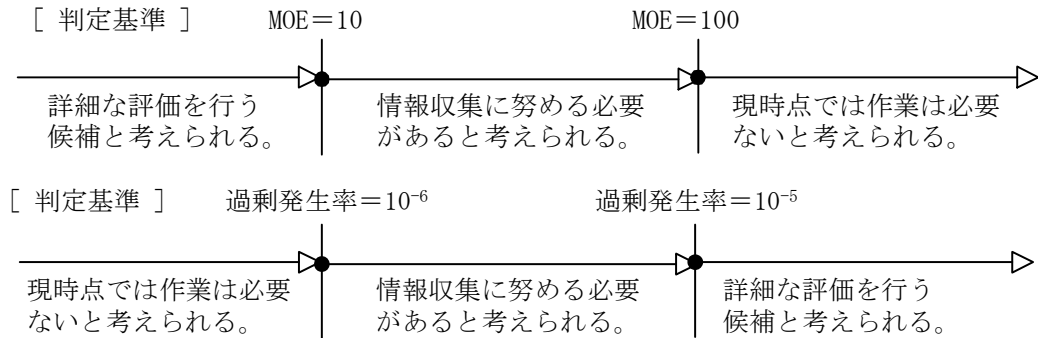 [ 判定基準 ] MOE＝10 MOE＝100
詳細な評価を行う 情報収集に努める必要 現時点では作業は必要
候補と考えられる。 があると考えられる。 ないと考えられる。
[ 判定基準 ] 過剰発生率＝10⁻⁶ 過剰発生率＝10⁻⁵
現時点では作業は必要 情報収集に努める必要 詳細な評価を行う
ないと考えられる。 があると考えられる。 候補と考えられる。